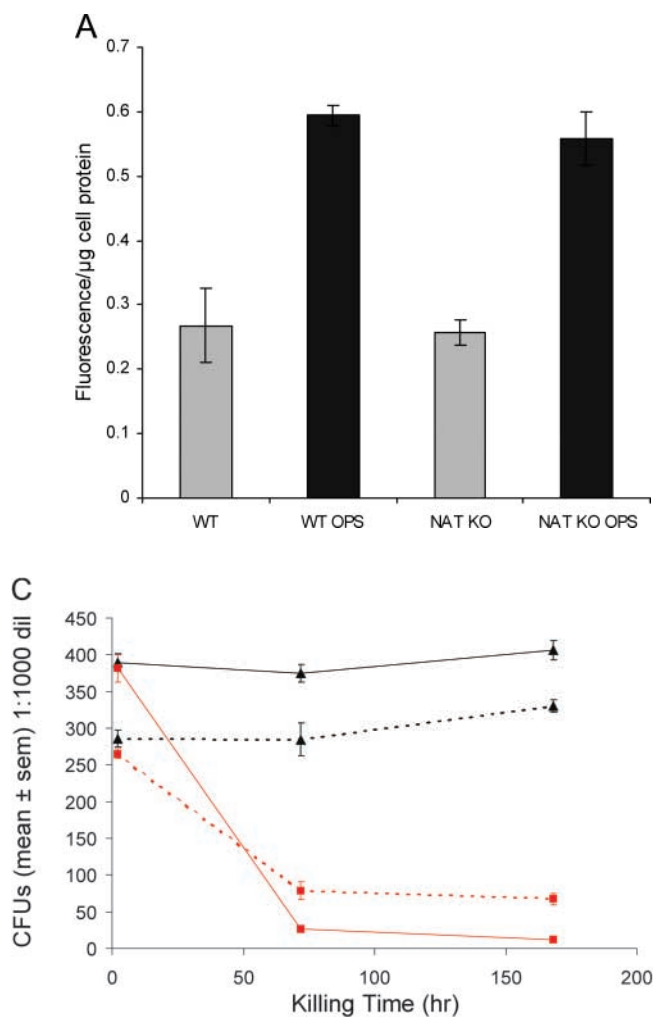 A
0.7
0.6
0.5
0.4
0.3
0.2
0.1
0
Fluorescence/µg cell protein
WT
WT OPS
NAT KO
NAT KO OPS
C
450
400
350
300
250
200
150
100
50
0
CFUs (mean ± sem) 1:1000 dil
0
50
100
150
200
Killing Time (hr)